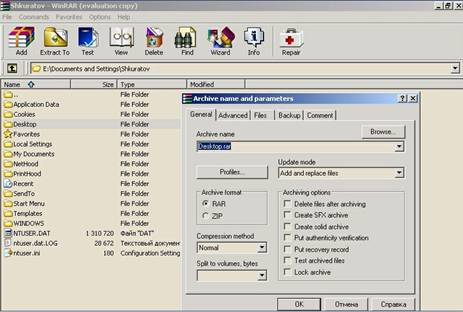 Shkuratov - WinRAR (evaluation copy)
File Commands Favorites Options Help
Add Extract To Test View Delete Find Wizard Info Repair
E:\Documents and Settings\Shkuratov
Name Size Type Modified
.. File Folder
Application Data File Folder
Cookies File Folder
Desktop File Folder
Favorites File Folder
Local Settings File Folder
My Documents File Folder
NetHood File Folder
PrintHood File Folder
Recent File Folder
SendTo File Folder
Start Menu File Folder
Templates File Folder
WINDOWS File Folder
NTUSER.DAT 1 310 720 Файл "DAT"
ntuser.dat.LOG 28 672 Текстовый документ
ntuser.ini 180 Configuration Setting
Archive name and parameters
General Advanced Files Backup Comment
Archive name
Browse...
Desktop.rar
Profiles...
Update mode
Add and replace files
Archive format
RAR
ZIP
Compression method
Normal
Split to volumes, bytes
Archiving options
Delete files after archiving
Create SFX archive
Create solid archive
Put authenticity verification
Put recovery record
Test archived files
Lock archive
OK Отмена Справка